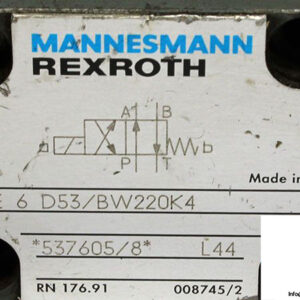 MANNESMANN
REXROTH
A B
a b
P T
Made in
E 6 D53/BW220K4
*537605/8* L44
RN 176.91 008745/2